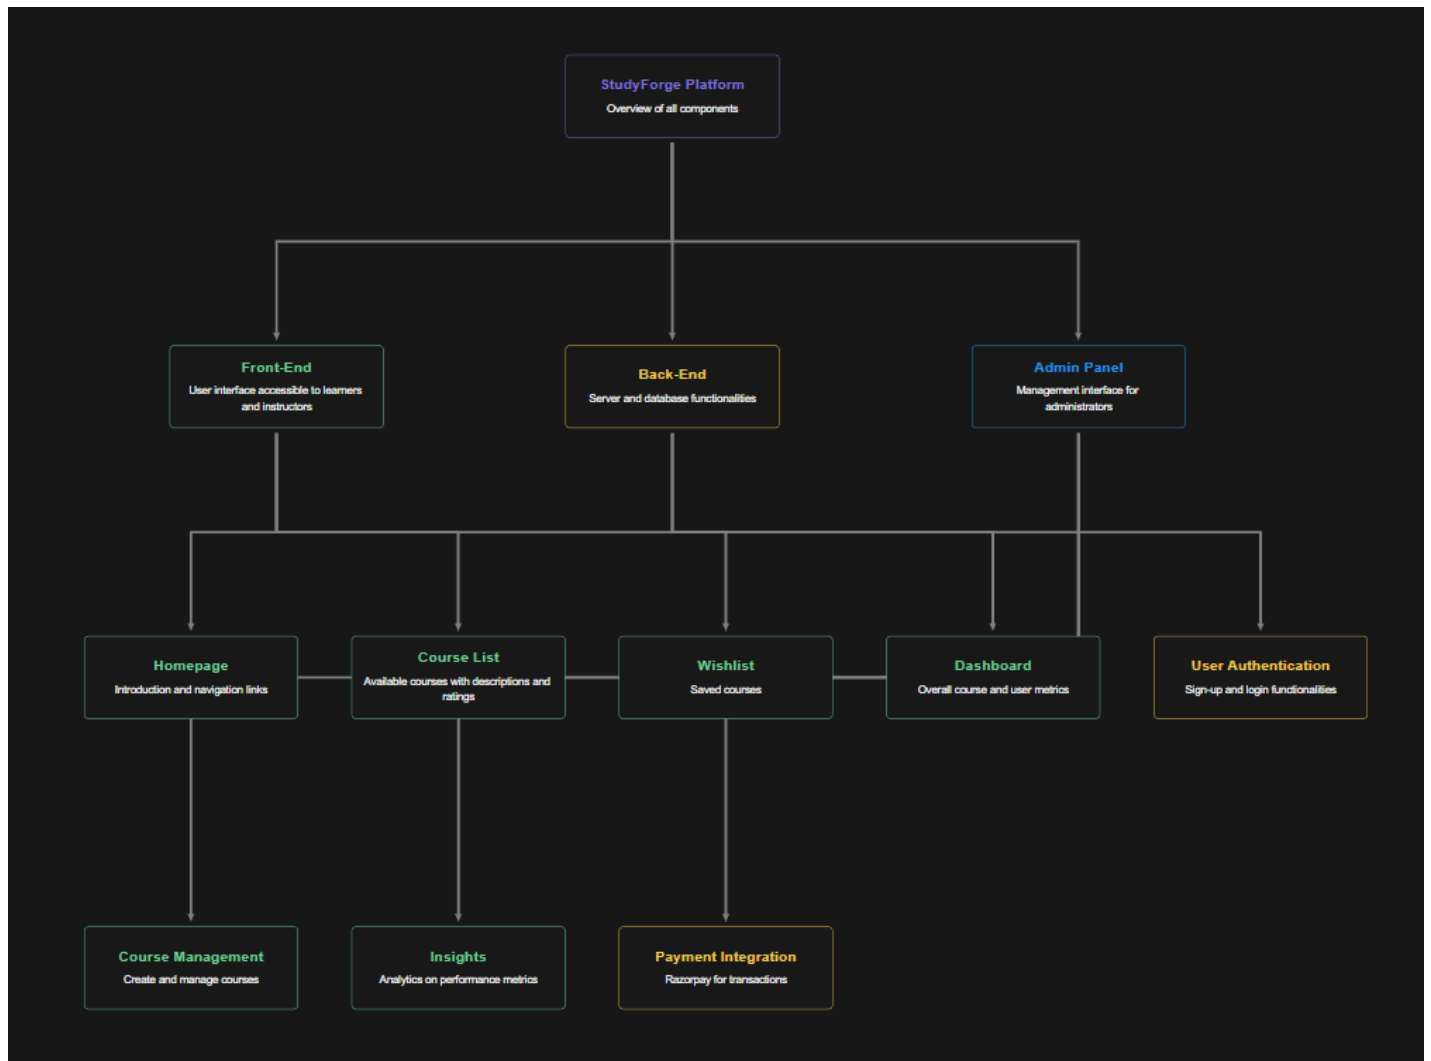 StudyForge Platform
Overview of all components
Front-End
User interface accessible to learners
and instructors
Back-End
Server and database functionalities
Admin Panel
Management interface for
administrators
Homepage
Introduction and navigation links
Course List
Available courses with descriptions and
ratings
Wishlist
Saved courses
Dashboard
Overall course and user metrics
User Authentication
Sign-up and login functionalities
Course Management
Create and manage courses
Insights
Analytics on performance metrics
Payment Integration
Razorpay for transactions